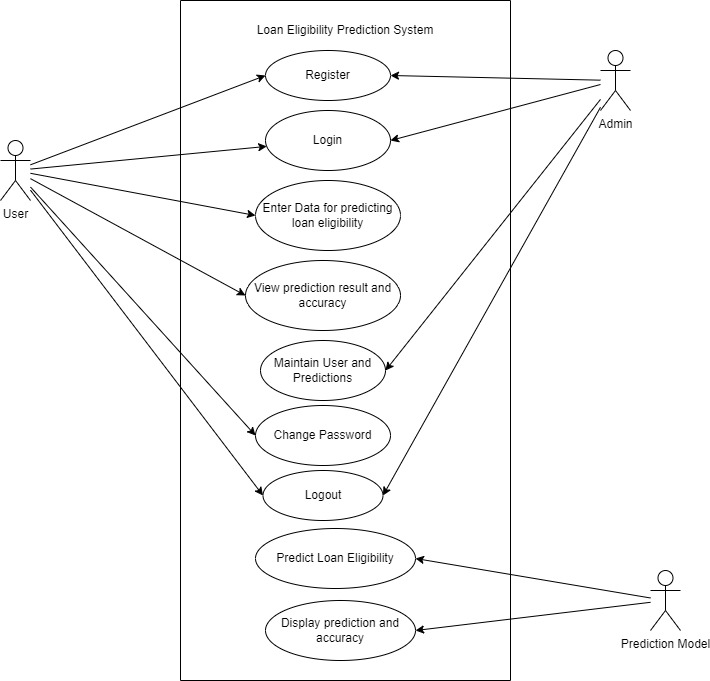 Loan Eligibility Prediction System
Register
Admin
Login
User
Enter Data for predicting
loan eligibility
View prediction result and
accuracy
Maintain User and
Predictions
Change Password
Logout
Predict Loan Eligibility
Display prediction and
accuracy
Prediction Model